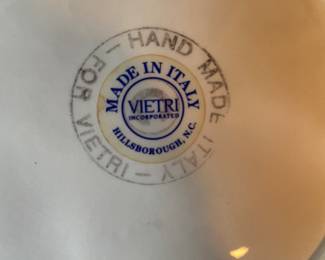 HAND MADE ITALY – FOR VIETRI –
MADE IN ITALY
VIETRI
INCORPORATED
HILLSBOROUGH, N.C.